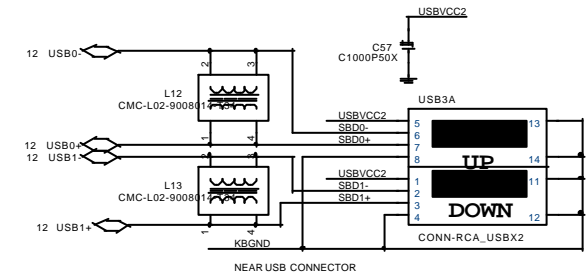 USBVCC2
C57
C1000P50X
12 USB0-
2 3
L12
CMC-L02-9008014-T34
1 4
12 USB0+
12 USB1-
2 3
L13
CMC-L02-9008014-T34
1 4
12 USB1+
USB3A
USBVCC2 5 13
SBD0- 6
SBD0+ 7
8 14
UP
USBVCC2 1 11
SBD1- 2
SBD1+ 3
4 12
DOWN
CONN-RCA_USBX2
KBGND
NEAR USB CONNECTOR